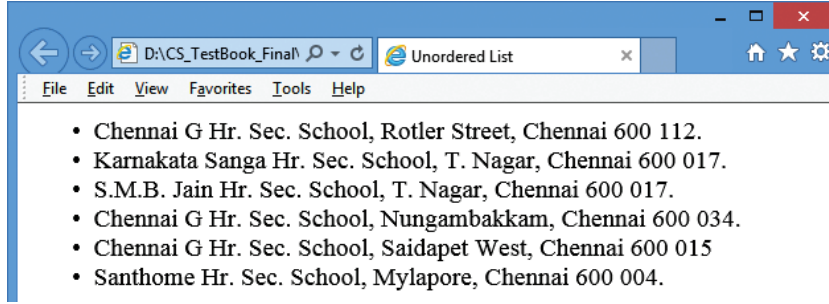 D:\CS_TestBook_Final\
Unordered List
File Edit View Favorites Tools Help
• Chennai G Hr. Sec. School, Rotler Street, Chennai 600 112.
• Karnakata Sanga Hr. Sec. School, T. Nagar, Chennai 600 017.
• S.M.B. Jain Hr. Sec. School, T. Nagar, Chennai 600 017.
• Chennai G Hr. Sec. School, Nungambakkam, Chennai 600 034.
• Chennai G Hr. Sec. School, Saidapet West, Chennai 600 015
• Santhome Hr. Sec. School, Mylapore, Chennai 600 004.